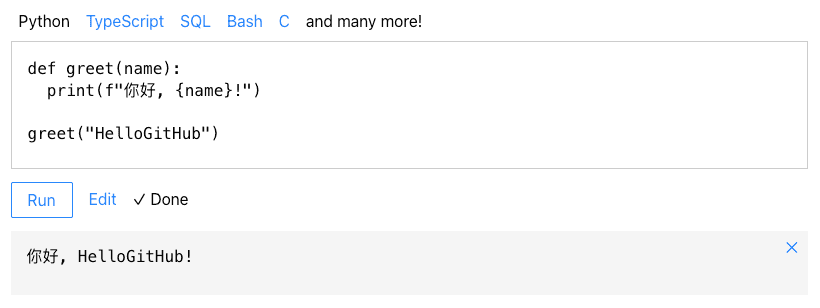 Python TypeScript SQL Bash C and many more!
def greet(name):
  print(f"你好, {name}!")
greet("HelloGitHub")
Run Edit ✓ Done
你好, HelloGitHub!